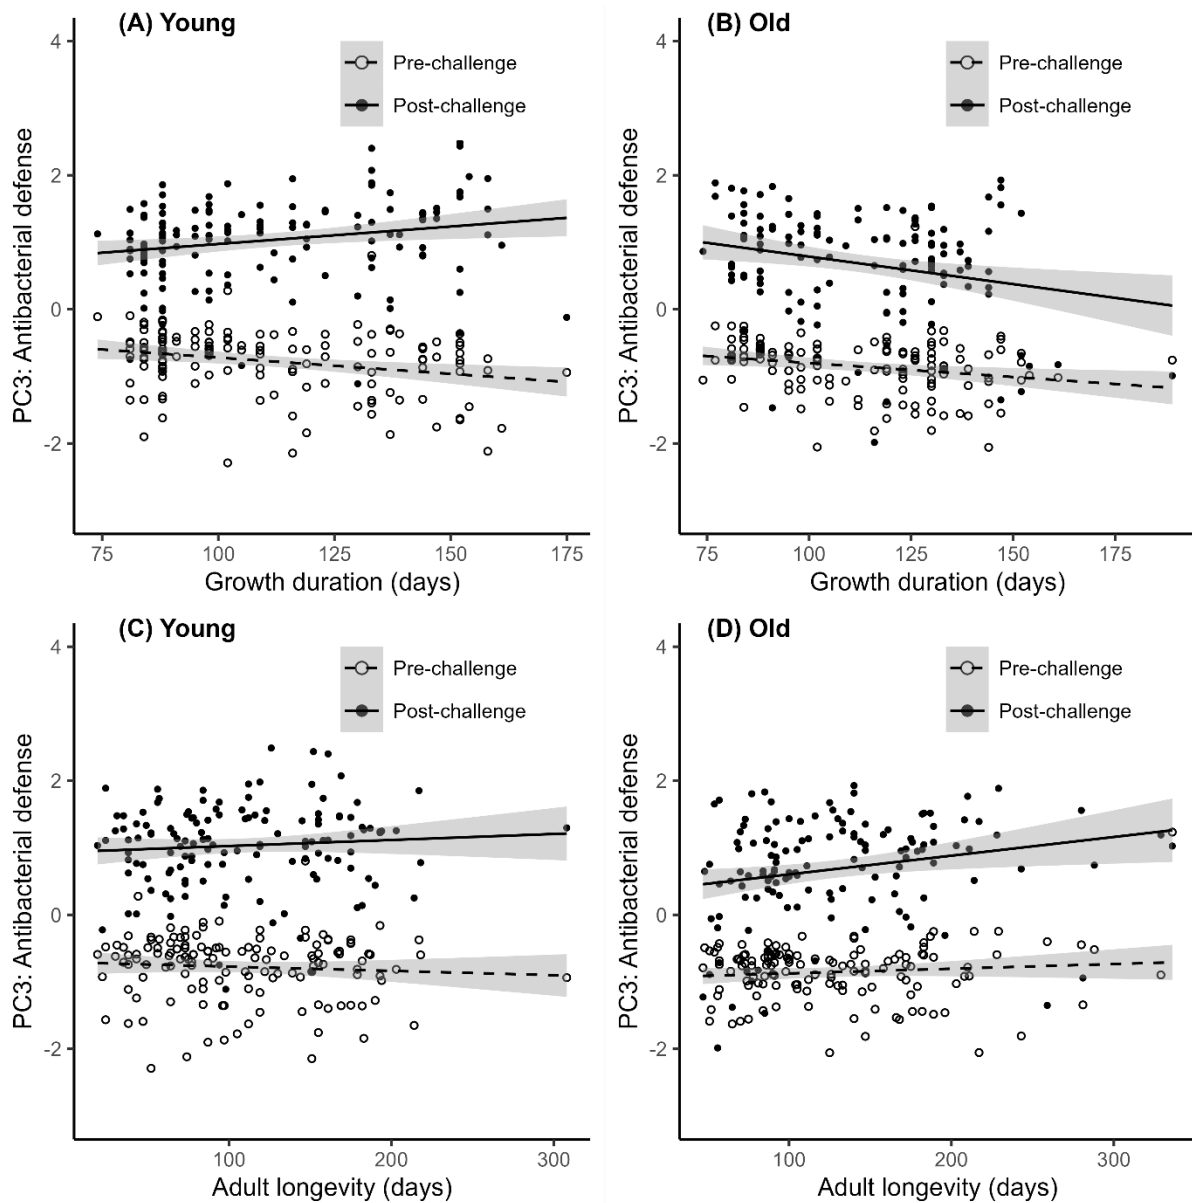 (A) Young
Pre-challenge
Post-challenge
PC3: Antibacterial defense
4
2
0
-2
75
100
125
150
175
Growth duration (days)
(B) Old
Pre-challenge
Post-challenge
PC3: Antibacterial defense
4
2
0
-2
75
100
125
150
175
Growth duration (days)
(C) Young
Pre-challenge
Post-challenge
PC3: Antibacterial defense
4
2
0
-2
100
200
300
Adult longevity (days)
(D) Old
Pre-challenge
Post-challenge
PC3: Antibacterial defense
4
2
0
-2
100
200
300
Adult longevity (days)